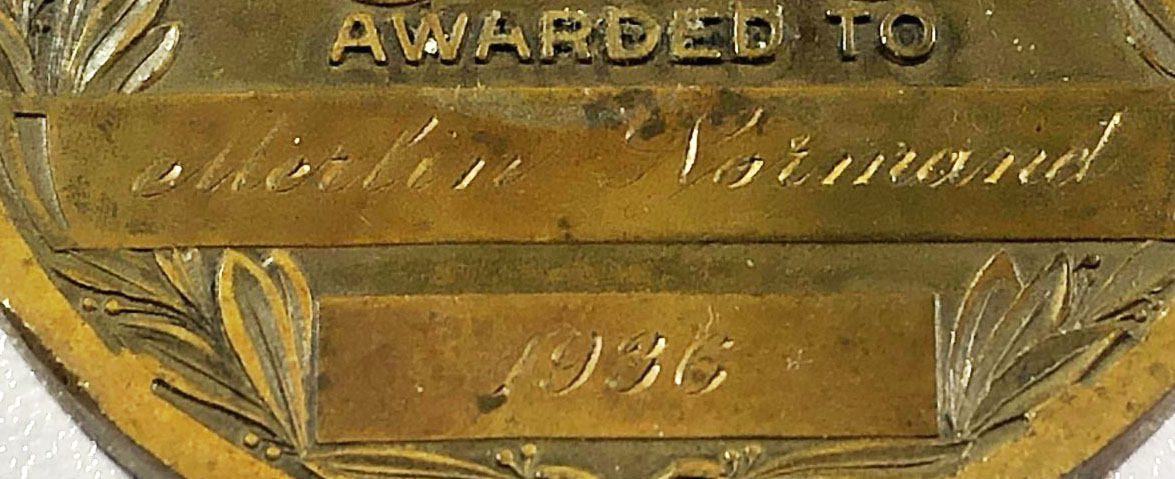 AWARDED TO
Merlin Normand
1936